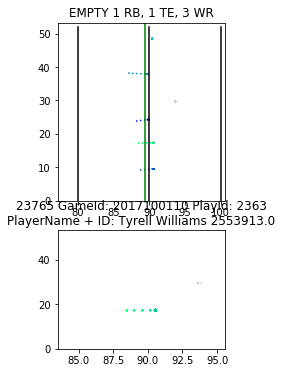 EMPTY 1 RB, 1 TE, 3 WR
50
40
30
20
10
0
80 85 90 95 100
23765 GameId: 2017100110 PlayId: 2363
PlayerName + ID: Tyrell Williams 2553913.0
40
20
0
85.0 87.5 90.0 92.5 95.0